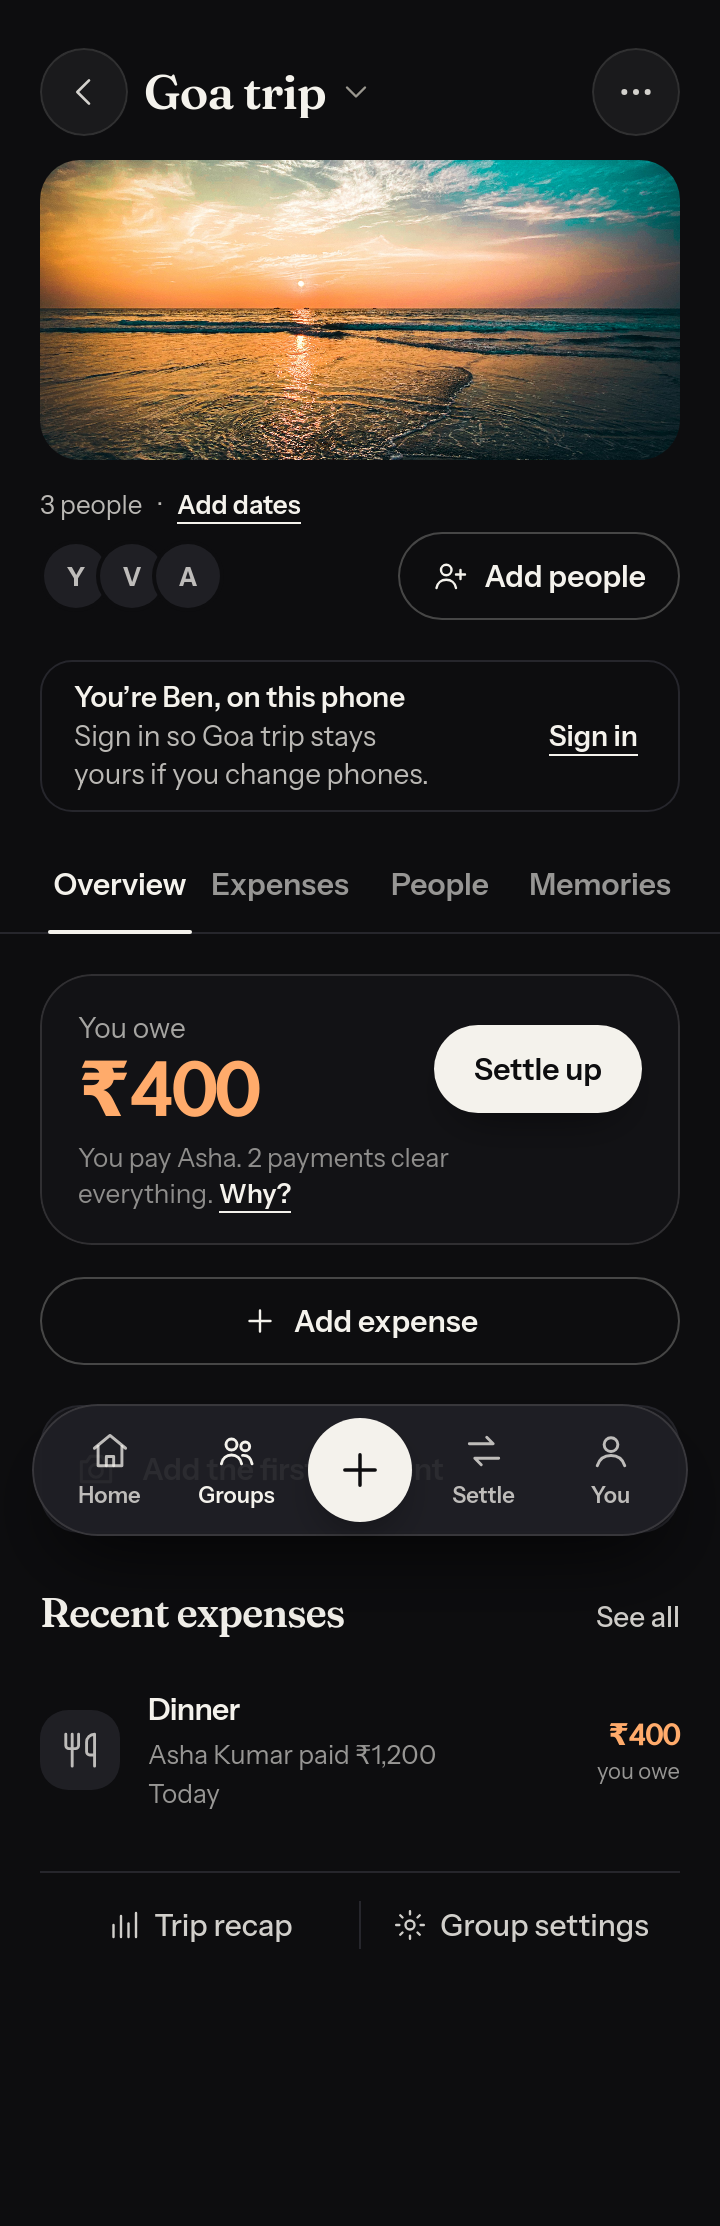 Goa trip
3 people · Add dates
Y V A
Add people
You’re Ben, on this phone
Sign in so Goa trip stays
yours if you change phones.
Sign in
Overview Expenses People Memories
You owe
₹400
Settle up
You pay Asha. 2 payments clear
everything. Why?
Add expense
Add the first
Home Groups Settle You
Recent expenses
See all
Dinner
Asha Kumar paid ₹1,200
Today
₹400
you owe
Trip recap
Group settings